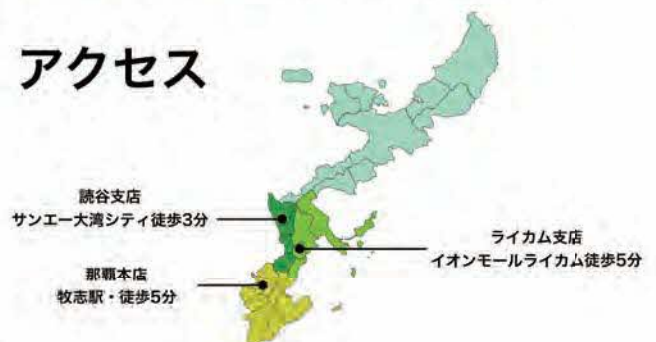 アクセス
読谷支店
サンエー大湾シティ徒歩3分
ライカム支店
イオンモールライカム徒歩5分
那覇本店
牧志駅・徒歩5分